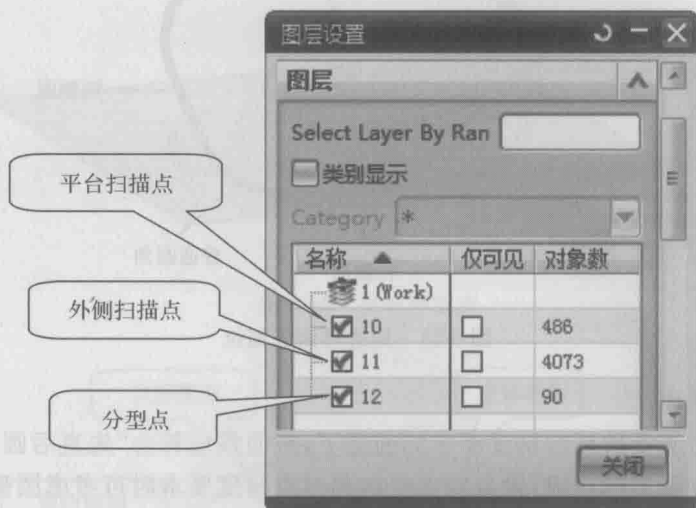 图层设置
图层
Select Layer By Ran
类别显示
Category *
名称 仅可见 对象数
1 (Work)
10 486
11 4073
12 90
关闭
平台扫描点
外侧扫描点
分型点